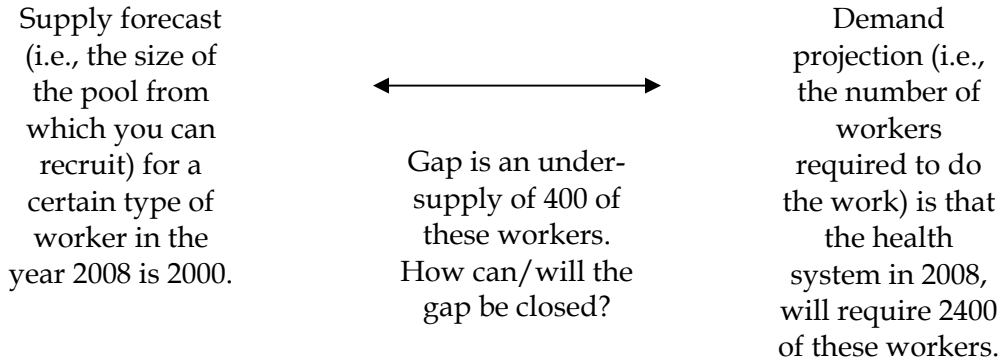 Supply forecast
(i.e., the size of
the pool from
which you can
recruit) for a
certain type of
worker in the
year 2008 is 2000.
Gap is an under-
supply of 400 of
these workers.
How can/will the
gap be closed?
Demand
projection (i.e.,
the number of
workers
required to do
the work) is that
the health
system in 2008,
will require 2400
of these workers.